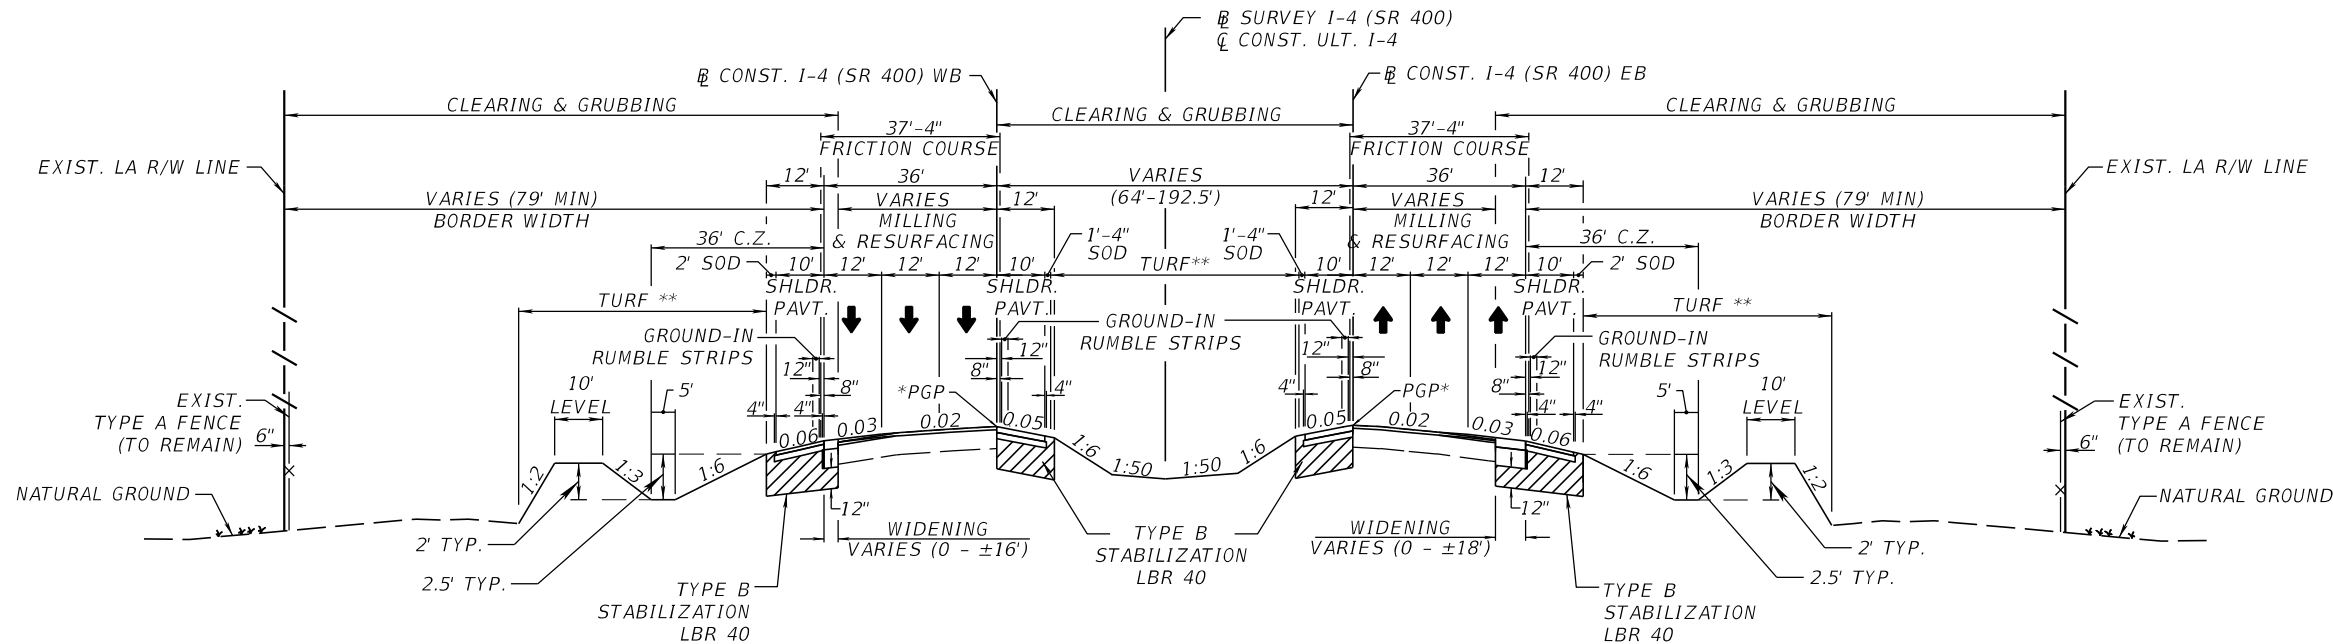 ℄ SURVEY I-4 (SR 400)
℄ CONST. ULT. I-4
CONST. I-4 (SR 400) WB
CONST. I-4 (SR 400) EB
CLEARING & GRUBBING
CLEARING & GRUBBING
CLEARING & GRUBBING
37'-4"
FRICTION COURSE
37'-4"
FRICTION COURSE
EXIST. LA R/W LINE
EXIST. LA R/W LINE
12'
36'
VARIES
(64'-192.5')
36'
12'
VARIES (79' MIN)
BORDER WIDTH
VARIES
MILLING
& RESURFACING
12'
12'
VARIES
MILLING
& RESURFACING
VARIES (79' MIN)
BORDER WIDTH
36' C.Z.
36' C.Z.
1'-4"
SOD
1'-4"
SOD
2' SOD
10'
12'
12'
12'
10'
TURF**
10'
12'
12'
12'
10'
2' SOD
SHLDR.
PAVT.
SHLDR.
PAVT.
SHLDR.
PAVT.
SHLDR.
PAVT.
TURF **
TURF **
GROUND-IN
RUMBLE STRIPS
GROUND-IN
RUMBLE STRIPS
GROUND-IN
RUMBLE STRIPS
12"
8"
12"
8"
12"
8"
12"
8"
4"
4"
4"
4"
4"
4"
*PGP
PGP*
10'
LEVEL
5'
5'
10'
LEVEL
EXIST.
TYPE A FENCE
(TO REMAIN)
6"
EXIST.
TYPE A FENCE
(TO REMAIN)
6"
0.06
0.03
0.02
0.05
0.05
0.02
0.03
0.06
1:2
1:3
1:6
1:6
1:50
1:50
1:6
1:6
1:3
1:2
NATURAL GROUND
NATURAL GROUND
12"
12"
2' TYP.
2.5' TYP.
WIDENING
VARIES (0 - ±16')
TYPE B
STABILIZATION
LBR 40
WIDENING
VARIES (0 - ±18')
2' TYP.
2.5' TYP.
TYPE B
STABILIZATION
LBR 40
TYPE B
STABILIZATION
LBR 40